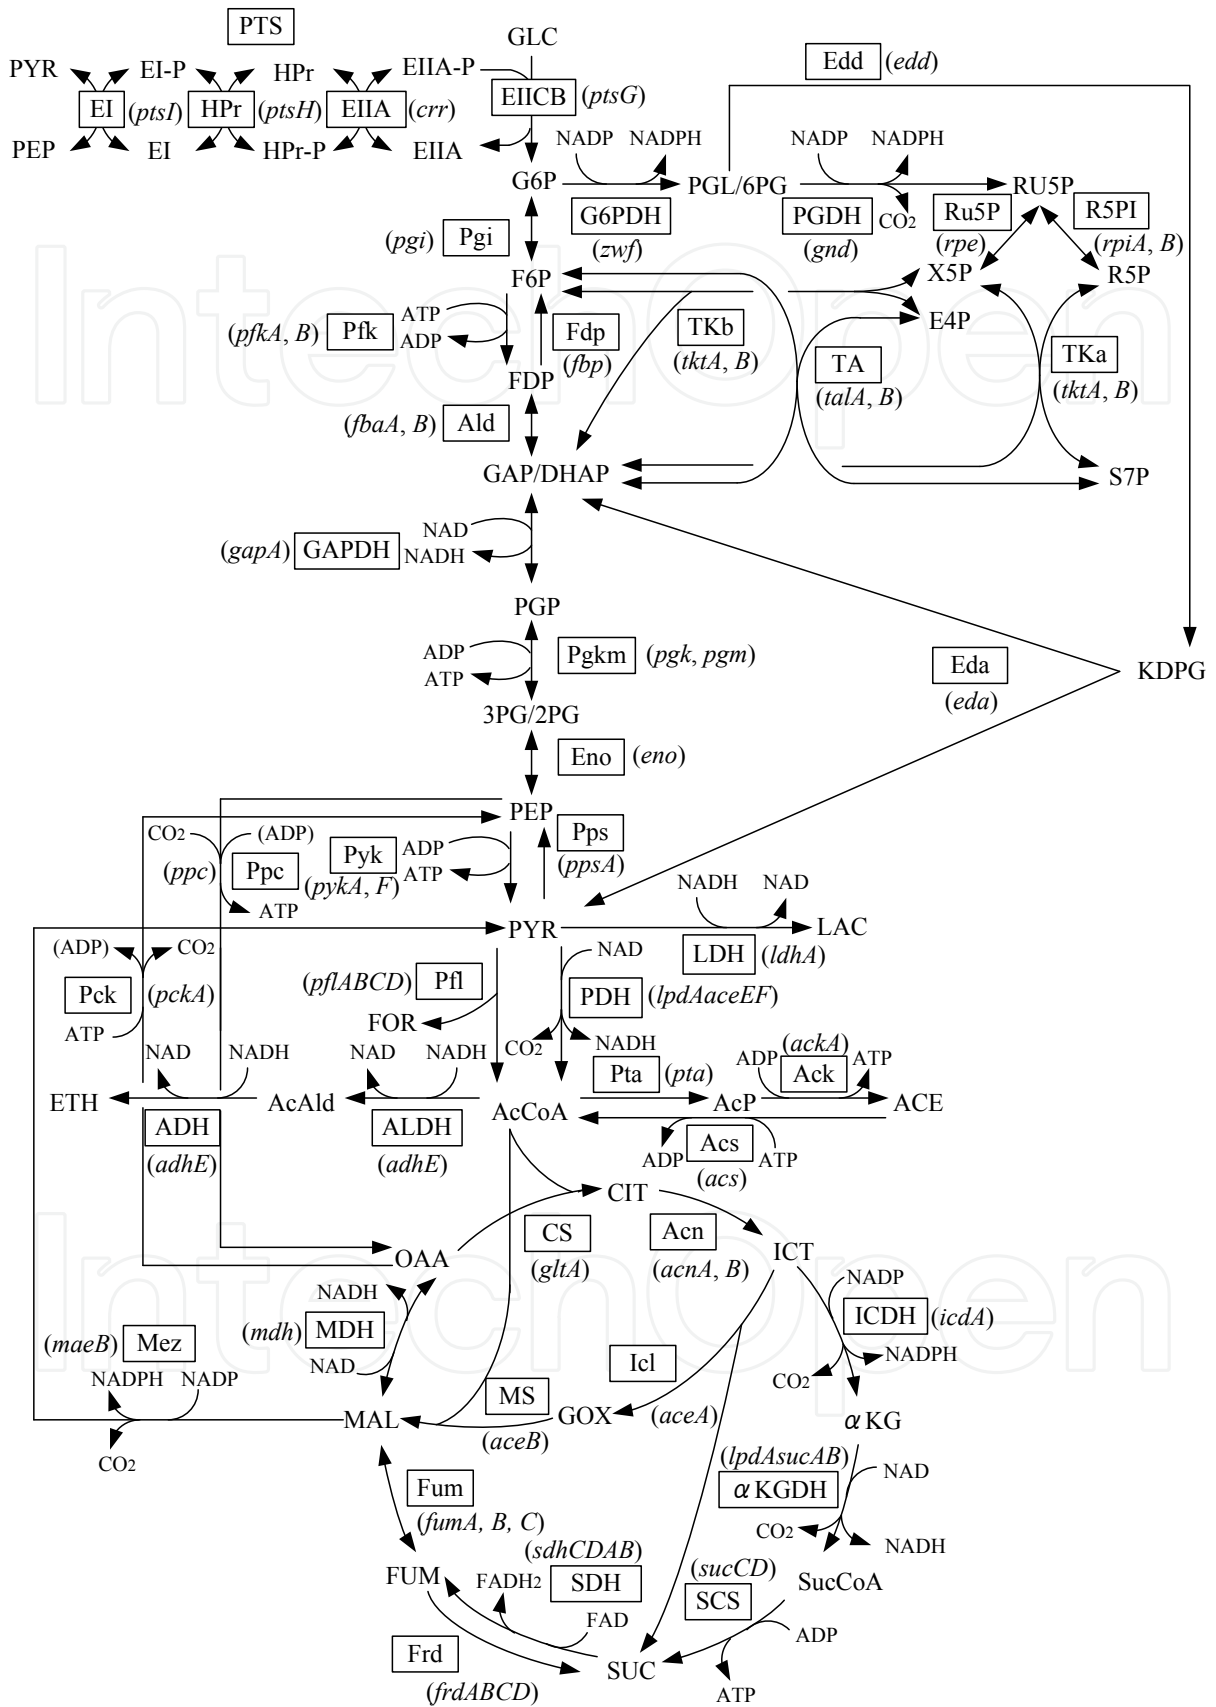 PTS
GLC
Edd (edd)
PYR EI-P HPr EIIA-P
EI (ptsI) HPr (ptsH) EIIA (crr) EIICB (ptsG)
PEP EI HPr-P EIIA
NADP NADPH NADP NADPH
G6P PGL/6PG RU5P
CO2
G6PDH PGDH Ru5P R5PI
(pgi) Pgi (zwf) (gnd) (rpe) (rpiA, B)
F6P X5P R5P
ATP
(pfkA, B) Pfk ADP Fdp TKb E4P
(fbp) (tktA, B) TA TKa
FDP (talA, B) (tktA, B)
(fbaA, B) Ald
GAP/DHAP S7P
NAD
(gapA) GAPDH NADH
PGP
ADP Pgkm (pgk, pgm) Eda KDPG
ATP (eda)
3PG/2PG
Eno (eno)
PEP
CO2 (ADP) Pyk ADP Pps
(ppc) Ppc ATP (ppsA)
(pykA, F)
ATP NADH NAD
PYR LAC
(ADP) CO2 NAD LDH (ldhA)
Pck (pckA) (pflABCD) Pfl PDH (lpdAaceEF)
ATP FOR
CO2 NADH (ackA)
NAD NADH NAD NADH Pta (pta) ADP Ack ATP
ETH AcAld AcCoA AcP ACE
ADH ALDH Acs
(adhE) (adhE) ADP ATP
(acs)
CIT
CS Acn
OAA (gltA) (acnA, B) ICT
NADH NADP
(mdh) MDH ICDH (icdA)
(maeB) Mez NAD Icl NADPH
NADPH NADP MS CO2
MAL GOX (aceA) αKG
(aceB)
CO2 (lpdAsucAB)
Fum αKGDH NAD
(fumA, B, C) CO2
(sdhCDAB) NADH
FUM FADH2 SDH (sucCD) SucCoA
SCS
FAD
Frd ADP
SUC
(frdABCD) ATP
IntechOpen
IntechOpen